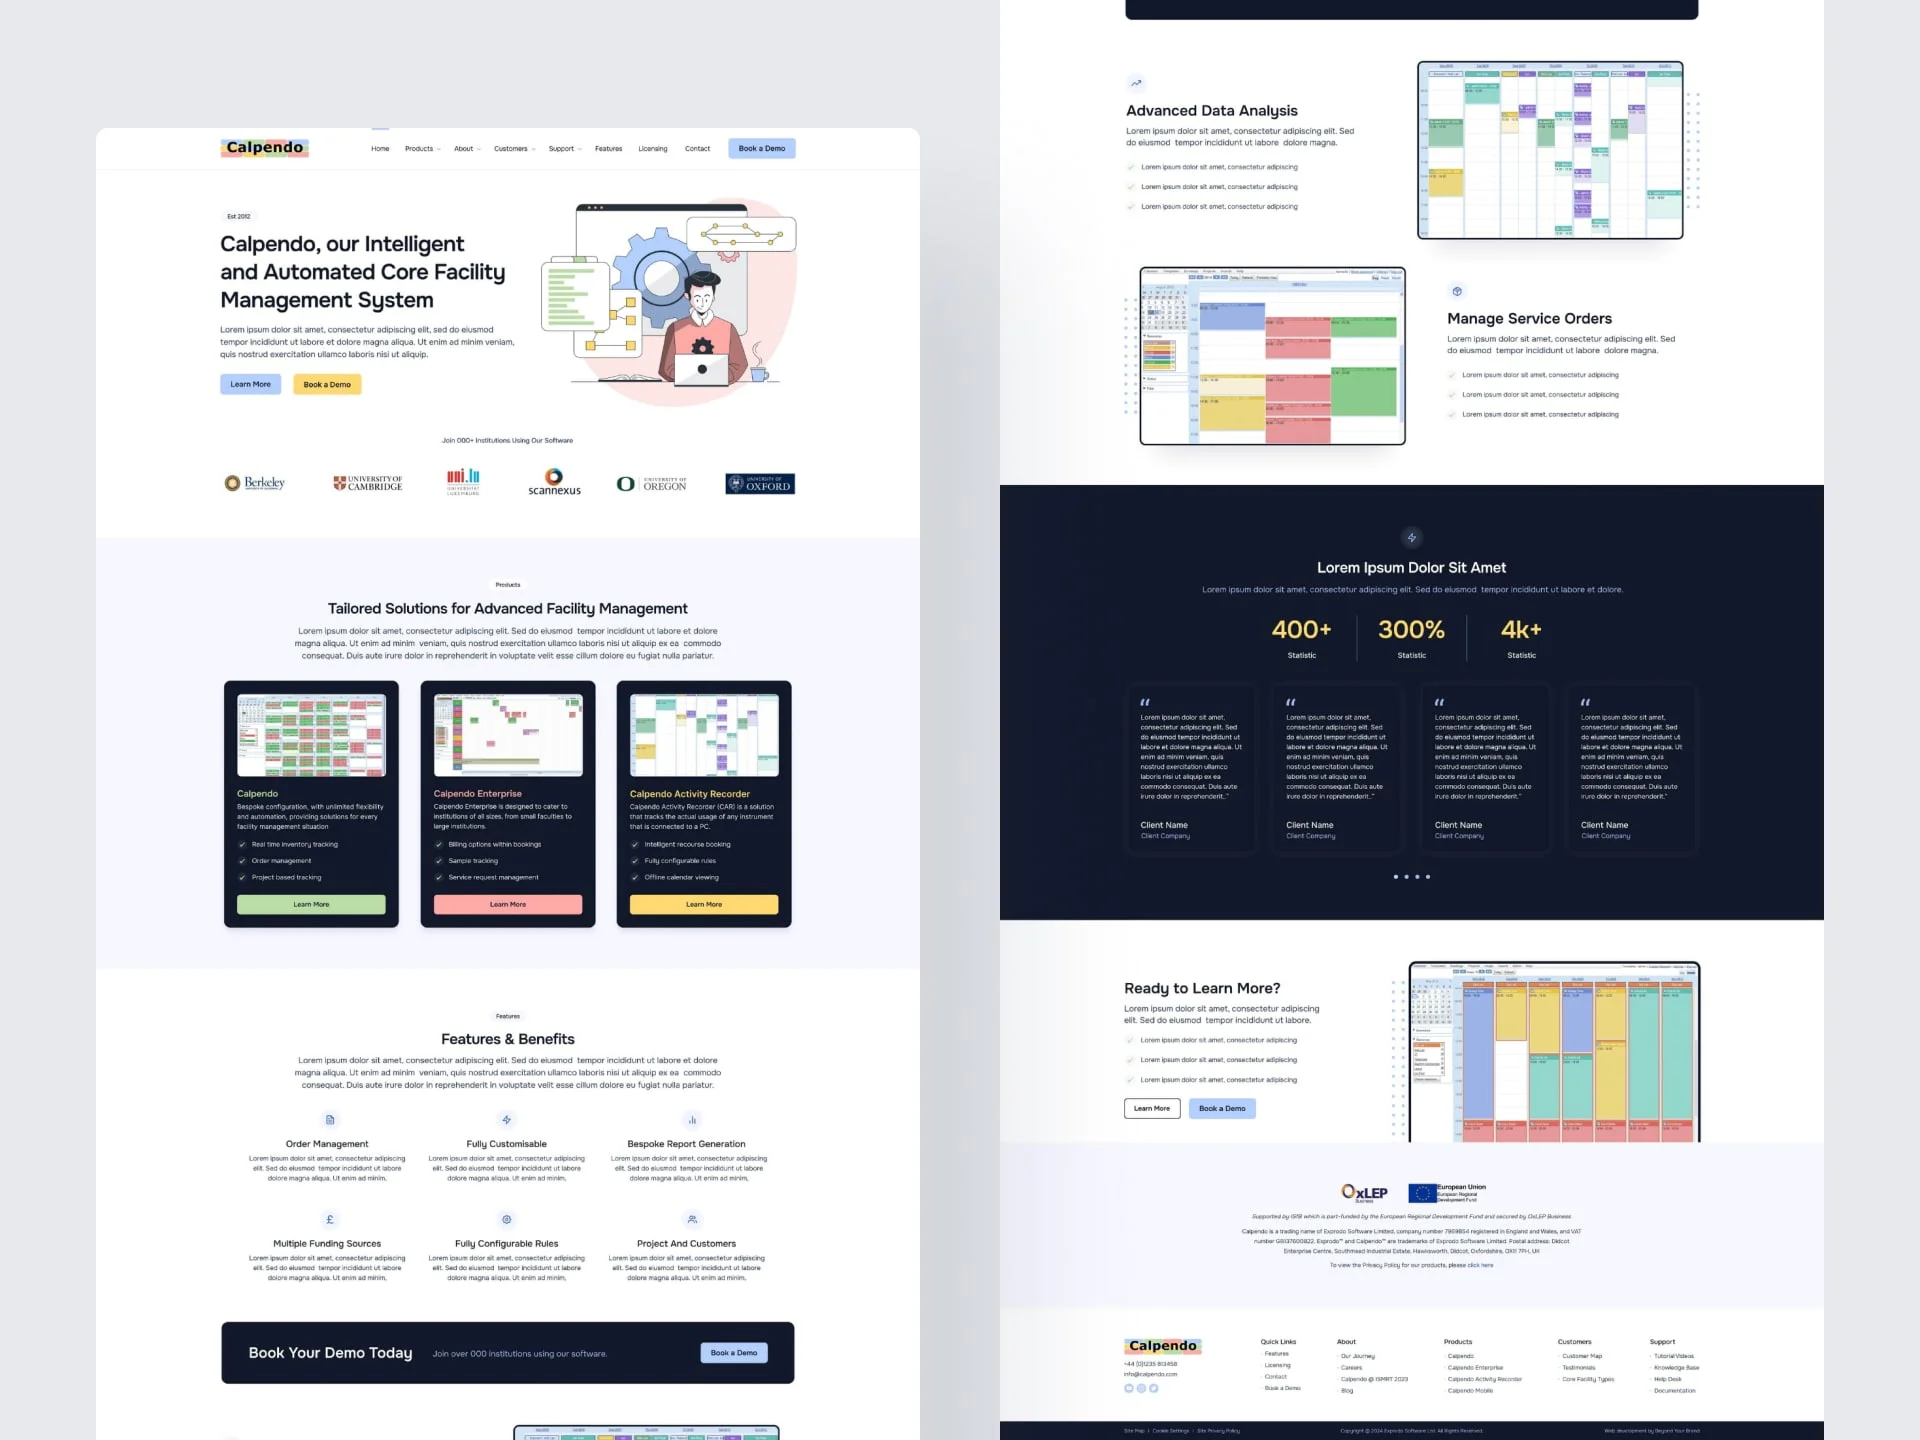 Calpendo
Home
Products
About
Customers
Support
Features
Licensing
Contact
Book a Demo
Est 2012
Calpendo, our Intelligent
and Automated Core Facility
Management System
Lorem ipsum dolor sit amet, consectetur adipiscing elit, sed do eiusmod
tempor incididunt ut labore et dolore magna aliqua. Ut enim ad minim veniam,
quis nostrud exercitation ullamco laboris nisi ut aliquip.
Learn More
Book a Demo
Join 000+ Institutions Using Our Software
Berkeley
UNIVERSITY OF
CAMBRIDGE
uni.lu
UNIVERSITÉ DU
LUXEMBOURG
scannexus
UNIVERSITY OF
OREGON
UNIVERSITY OF
OXFORD
Products
Tailored Solutions for Advanced Facility Management
Lorem ipsum dolor sit amet, consectetur adipiscing elit. Sed do eiusmod tempor incididunt ut labore et dolore
magna aliqua. Ut enim ad minim veniam, quis nostrud exercitation ullamco laboris nisi ut aliquip ex ea commodo
consequat. Duis aute irure dolor in reprehenderit in voluptate velit esse cillum dolore eu fugiat nulla pariatur.
Calpendo
Bespoke configuration, with unlimited flexibility
and automation, providing solutions for every
facility management situation
Real time inventory tracking
Order management
Project based tracking
Learn More
Calpendo Enterprise
Calpendo Enterprise is designed to cater to
institutions of all sizes, from small faculties to
large institutions.
Billing options within bookings
Sample tracking
Service request management
Learn More
Calpendo Activity Recorder
Calpendo Activity Recorder (CAR) is a solution
that tracks the actual usage of any instrument
that is connected to a PC.
Intelligent recourse booking
Fully configurable rules
Offline calendar viewing
Learn More
Features
Features & Benefits
Lorem ipsum dolor sit amet, consectetur adipiscing elit. Sed do eiusmod tempor incididunt ut labore et dolore
magna aliqua. Ut enim ad minim veniam, quis nostrud exercitation ullamco laboris nisi ut aliquip ex ea commodo
consequat. Duis aute irure dolor in reprehenderit in voluptate velit esse cillum dolore eu fugiat nulla pariatur.
Order Management
Lorem ipsum dolor sit amet, consectetur adipiscing
elit. Sed do eiusmod tempor incididunt ut labore
dolore magna aliqua. Ut enim ad minim,
Fully Customisable
Lorem ipsum dolor sit amet, consectetur adipiscing
elit. Sed do eiusmod tempor incididunt ut labore
dolore magna aliqua. Ut enim ad minim,
Bespoke Report Generation
Lorem ipsum dolor sit amet, consectetur adipiscing
elit. Sed do eiusmod tempor incididunt ut labore
dolore magna aliqua. Ut enim ad minim,
Multiple Funding Sources
Lorem ipsum dolor sit amet, consectetur adipiscing
elit. Sed do eiusmod tempor incididunt ut labore
dolore magna aliqua. Ut enim ad minim,
Fully Configurable Rules
Lorem ipsum dolor sit amet, consectetur adipiscing
elit. Sed do eiusmod tempor incididunt ut labore
dolore magna aliqua. Ut enim ad minim,
Project And Customers
Lorem ipsum dolor sit amet, consectetur adipiscing
elit. Sed do eiusmod tempor incididunt ut labore
dolore magna aliqua. Ut enim ad minim,
Book Your Demo Today
Join over 000 institutions using our software.
Book a Demo
Advanced Data Analysis
Lorem ipsum dolor sit amet, consectetur adipiscing elit. Sed
do eiusmod tempor incididunt ut labore dolore magna.
Lorem ipsum dolor sit amet, consectetur adipiscing
Lorem ipsum dolor sit amet, consectetur adipiscing
Lorem ipsum dolor sit amet, consectetur adipiscing
Manage Service Orders
Lorem ipsum dolor sit amet, consectetur adipiscing elit. Sed
do eiusmod tempor incididunt ut labore dolore magna.
Lorem ipsum dolor sit amet, consectetur adipiscing
Lorem ipsum dolor sit amet, consectetur adipiscing
Lorem ipsum dolor sit amet, consectetur adipiscing
Lorem Ipsum Dolor Sit Amet
Lorem ipsum dolor sit amet, consectetur adipiscing elit. Sed do eiusmod tempor incididunt ut labore et dolore.
400+
Statistic
300%
Statistic
4k+
Statistic
“
Lorem ipsum dolor sit amet,
consectetur adipiscing elit. Sed
do eiusmod tempor incididunt ut
labore et dolore magna aliqua. Ut
enim ad minim veniam, quis
nostrud exercitation ullamco
laboris nisi ut aliquip ex ea
commodo consequat. Duis aute
irure dolor in reprehenderit.."
Client Name
Client Company
“
Lorem ipsum dolor sit amet,
consectetur adipiscing elit. Sed
do eiusmod tempor incididunt ut
labore et dolore magna aliqua. Ut
enim ad minim veniam, quis
nostrud exercitation ullamco
laboris nisi ut aliquip ex ea
commodo consequat. Duis aute
irure dolor in reprehenderit.."
Client Name
Client Company
“
Lorem ipsum dolor sit amet,
consectetur adipiscing elit. Sed
do eiusmod tempor incididunt ut
labore et dolore magna aliqua. Ut
enim ad minim veniam, quis
nostrud exercitation ullamco
laboris nisi ut aliquip ex ea
commodo consequat. Duis aute
irure dolor in reprehenderit."
Client Name
Client Company
“
Lorem ipsum dolor sit amet,
consectetur adipiscing elit. Sed
do eiusmod tempor incididunt ut
labore et dolore magna aliqua. Ut
enim ad minim veniam, quis
nostrud exercitation ullamco
laboris nisi ut aliquip ex ea
commodo consequat. Duis aute
irure dolor in reprehenderit."
Client Name
Client Company
Ready to Learn More?
Lorem ipsum dolor sit amet, consectetur adipiscing
elit. Sed do eiusmod tempor incididunt ut labore.
Lorem ipsum dolor sit amet, consectetur adipiscing
Lorem ipsum dolor sit amet, consectetur adipiscing
Lorem ipsum dolor sit amet, consectetur adipiscing
Learn More
Book a Demo
OxLEP
Business
European Union
European Regional
Development Fund
Supported by ISfB which is part-funded by the European Regional Development Fund and secured by OxLEP Business
Calpendo is a trading name of Exprodo Software Limited, company number 7969854 registered in England and Wales, and VAT
number GB137600822. Exprodo™ and Calpendo™ are trademarks of Exprodo Software Limited. Postal address: Didcot
Enterprise Centre, Southmead Industrial Estate, Hawksworth, Didcot, Oxfordshire, OX11 7PH, UK
To view the Privacy Policy for our products, please click here
Calpendo
+44 (0)1235 813458
info@calpendo.com
Quick Links
Features
Licensing
Contact
Book a Demo
About
Our Journey
Careers
Calpendo @ ISMRT 2023
Blog
Products
Calpendo
Calpendo Enterprise
Calpendo Activity Recorder
Calpendo Mobile
Customers
Customer Map
Testimonials
Core Facility Types
Support
Tutorial Videos
Knowledge Base
Help Desk
Documentation
Site Map | Cookie Settings | Site Privacy Policy
Copyright © 2024 Exprodo Software Ltd. All Rights Reserved.
Web development by Beyond Your Brand